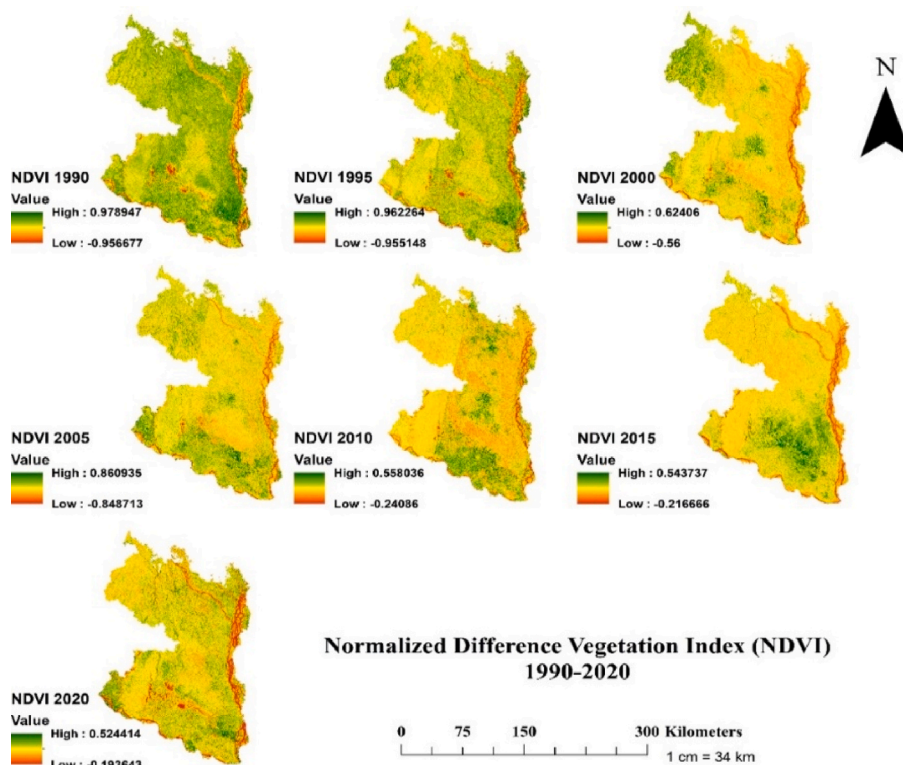 N
NDVI 1990
Value
High : 0.978947
Low : -0.956677
NDVI 1995
Value
High : 0.962264
Low : -0.955148
NDVI 2000
Value
High : 0.62406
Low : -0.56
NDVI 2005
Value
High : 0.860935
Low : -0.848713
NDVI 2010
Value
High : 0.558036
Low : -0.24086
NDVI 2015
Value
High : 0.543737
Low : -0.216666
NDVI 2020
Value
High : 0.524414
Low : -0.193643
Normalized Difference Vegetation Index (NDVI)
1990-2020
0 75 150 300 Kilometers
1 cm = 34 km